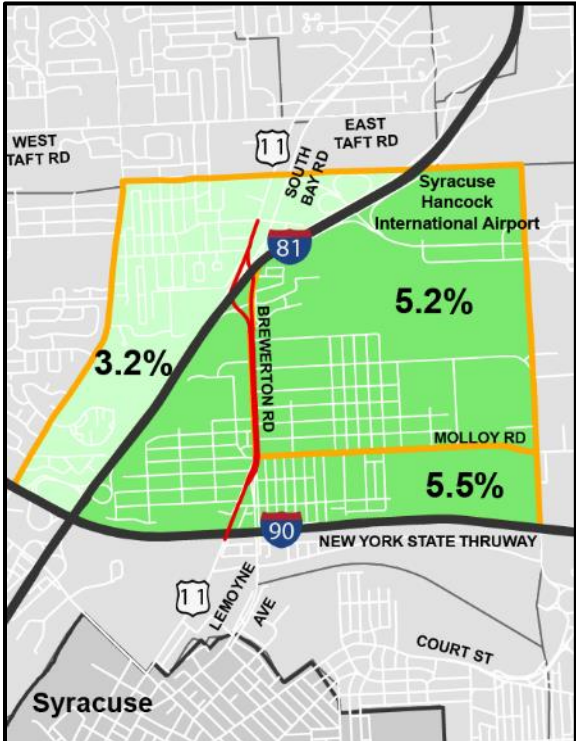 WEST
TAFT RD
EAST
TAFT RD
11
SOUTH
BAY RD
Syracuse
Hancock
International Airport
81
5.2%
BREWERTON RD
3.2%
MOLLOY RD
5.5%
90
NEW YORK STATE THRUWAY
11
LEMOYNE
AVE
COURT ST
Syracuse